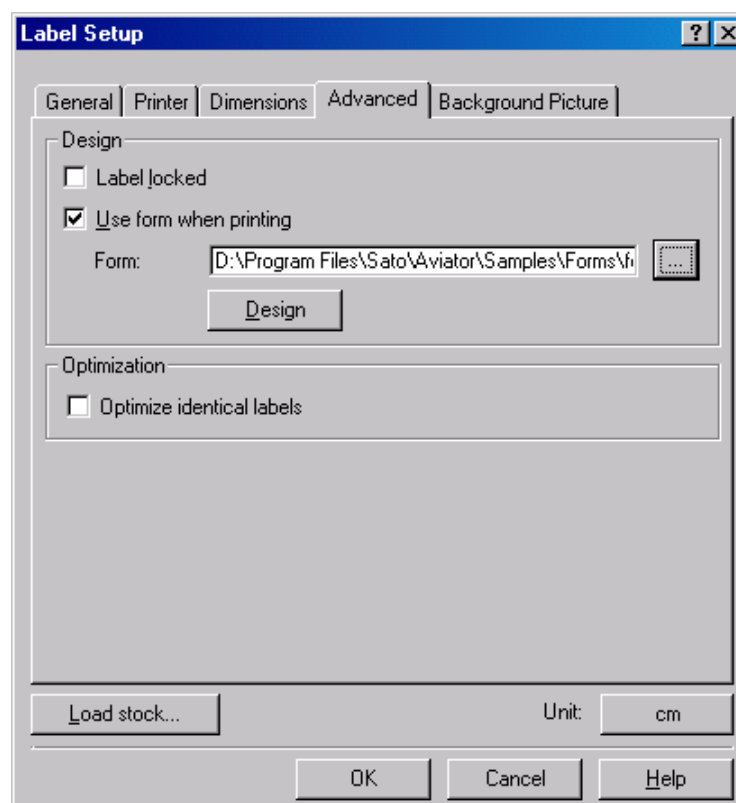 Label Setup
General Printer Dimensions Advanced Background Picture
Design
Label locked
Use form when printing
Form: D:\Program Files\Sato\Aviator\Samples\Forms\f ...
Design
Optimization
Optimize identical labels
Load stock... Unit: cm
OK Cancel Help